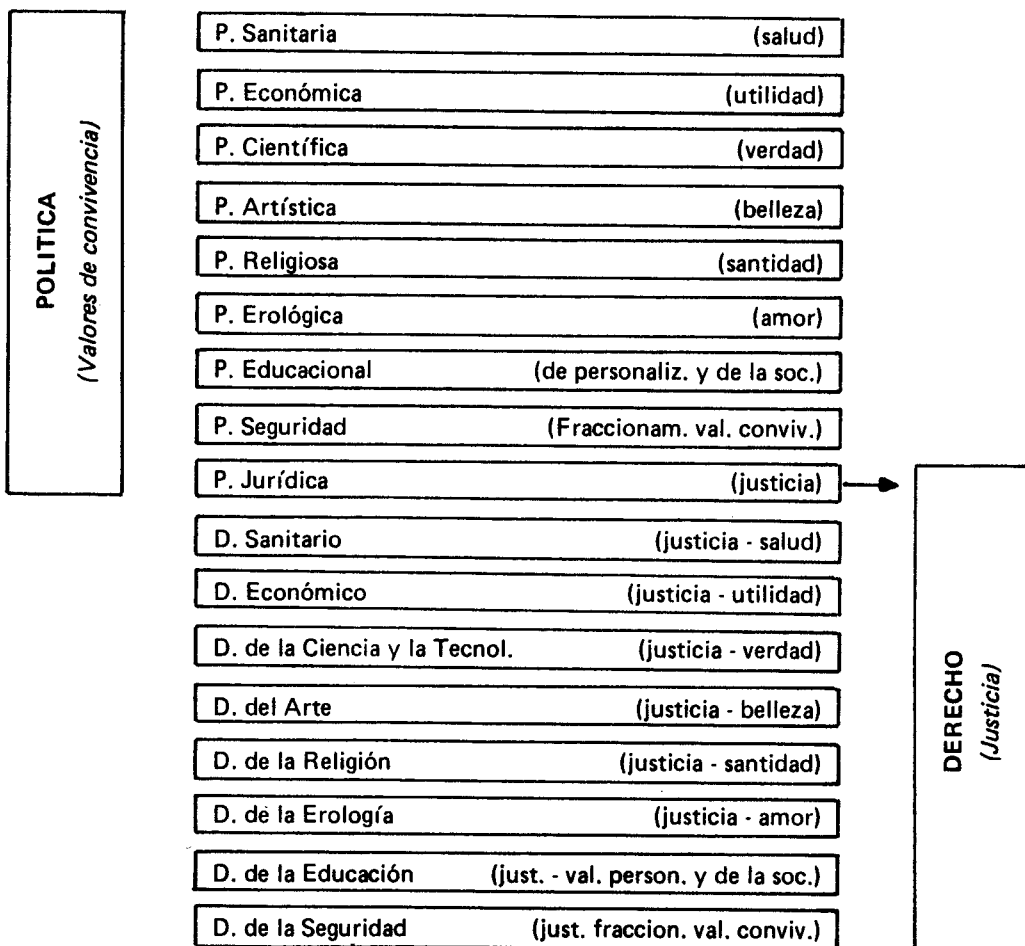 POLITICA
(Valores de convivencia)
P. Sanitaria (salud)
P. Económica (utilidad)
P. Científica (verdad)
P. Artística (belleza)
P. Religiosa (santidad)
P. Erológica (amor)
P. Educacional (de personaliz. y de la soc.)
P. Seguridad (Fraccionam. val. conviv.)
P. Jurídica (justicia)
D. Sanitario (justicia - salud)
D. Económico (justicia - utilidad)
D. de la Ciencia y la Tecnol. (justicia - verdad)
D. del Arte (justicia - belleza)
D. de la Religión (justicia - santidad)
D. de la Erología (justicia - amor)
D. de la Educación (just. - val. person. y de la soc.)
D. de la Seguridad (just. fraccion. val. conviv.)
DERECHO
(Justicia)